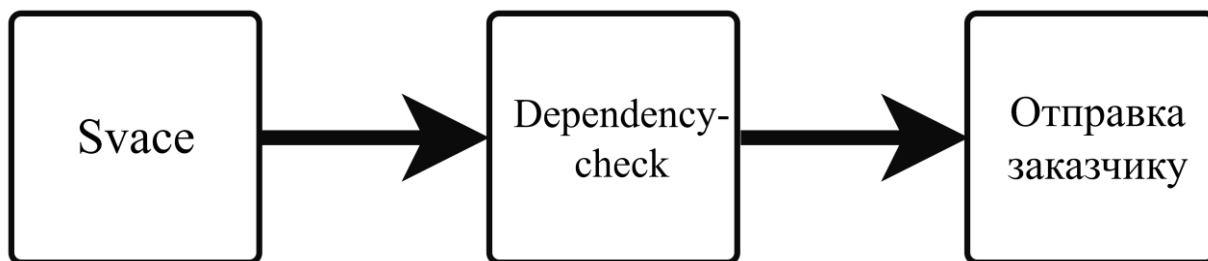 Svace
Dependency-
check
Отправка
заказчику